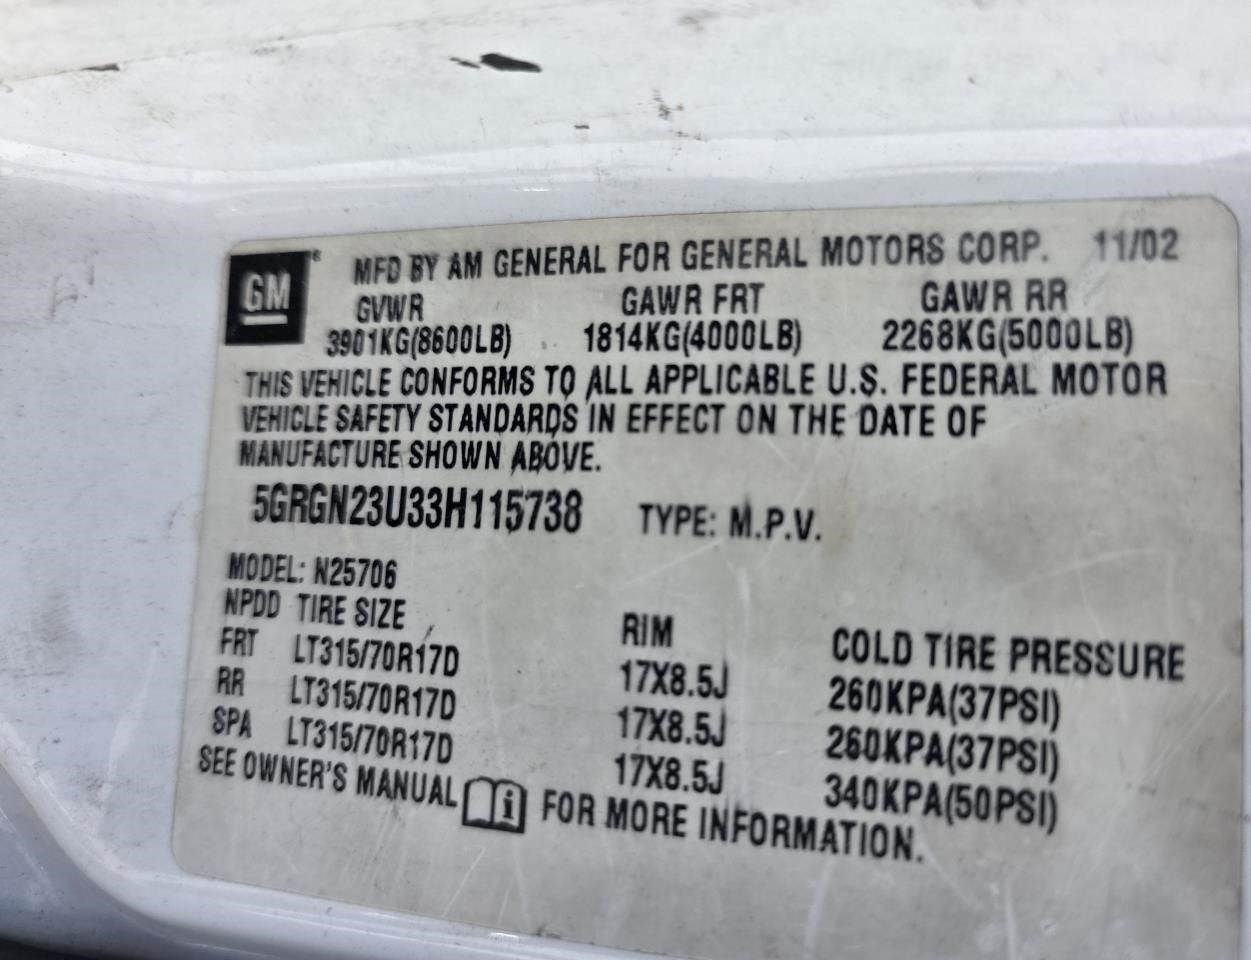 GM ® MFD BY AM GENERAL FOR GENERAL MOTORS CORP. 11/02
GVWR GAWR FRT GAWR RR
3901KG(8600LB) 1814KG(4000LB) 2268KG(5000LB)
THIS VEHICLE CONFORMS TO ALL APPLICABLE U.S. FEDERAL MOTOR
VEHICLE SAFETY STANDARDS IN EFFECT ON THE DATE OF
MANUFACTURE SHOWN ABOVE.
5GRGN23U33H115738 TYPE: M.P.V.
MODEL: N25706
NPDD TIRE SIZE RIM COLD TIRE PRESSURE
FRT LT315/70R17D 17X8.5J 260KPA(37PSI)
RR LT315/70R17D 17X8.5J 260KPA(37PSI)
SPA LT315/70R17D 17X8.5J 340KPA(50PSI)
SEE OWNER'S MANUAL i FOR MORE INFORMATION.